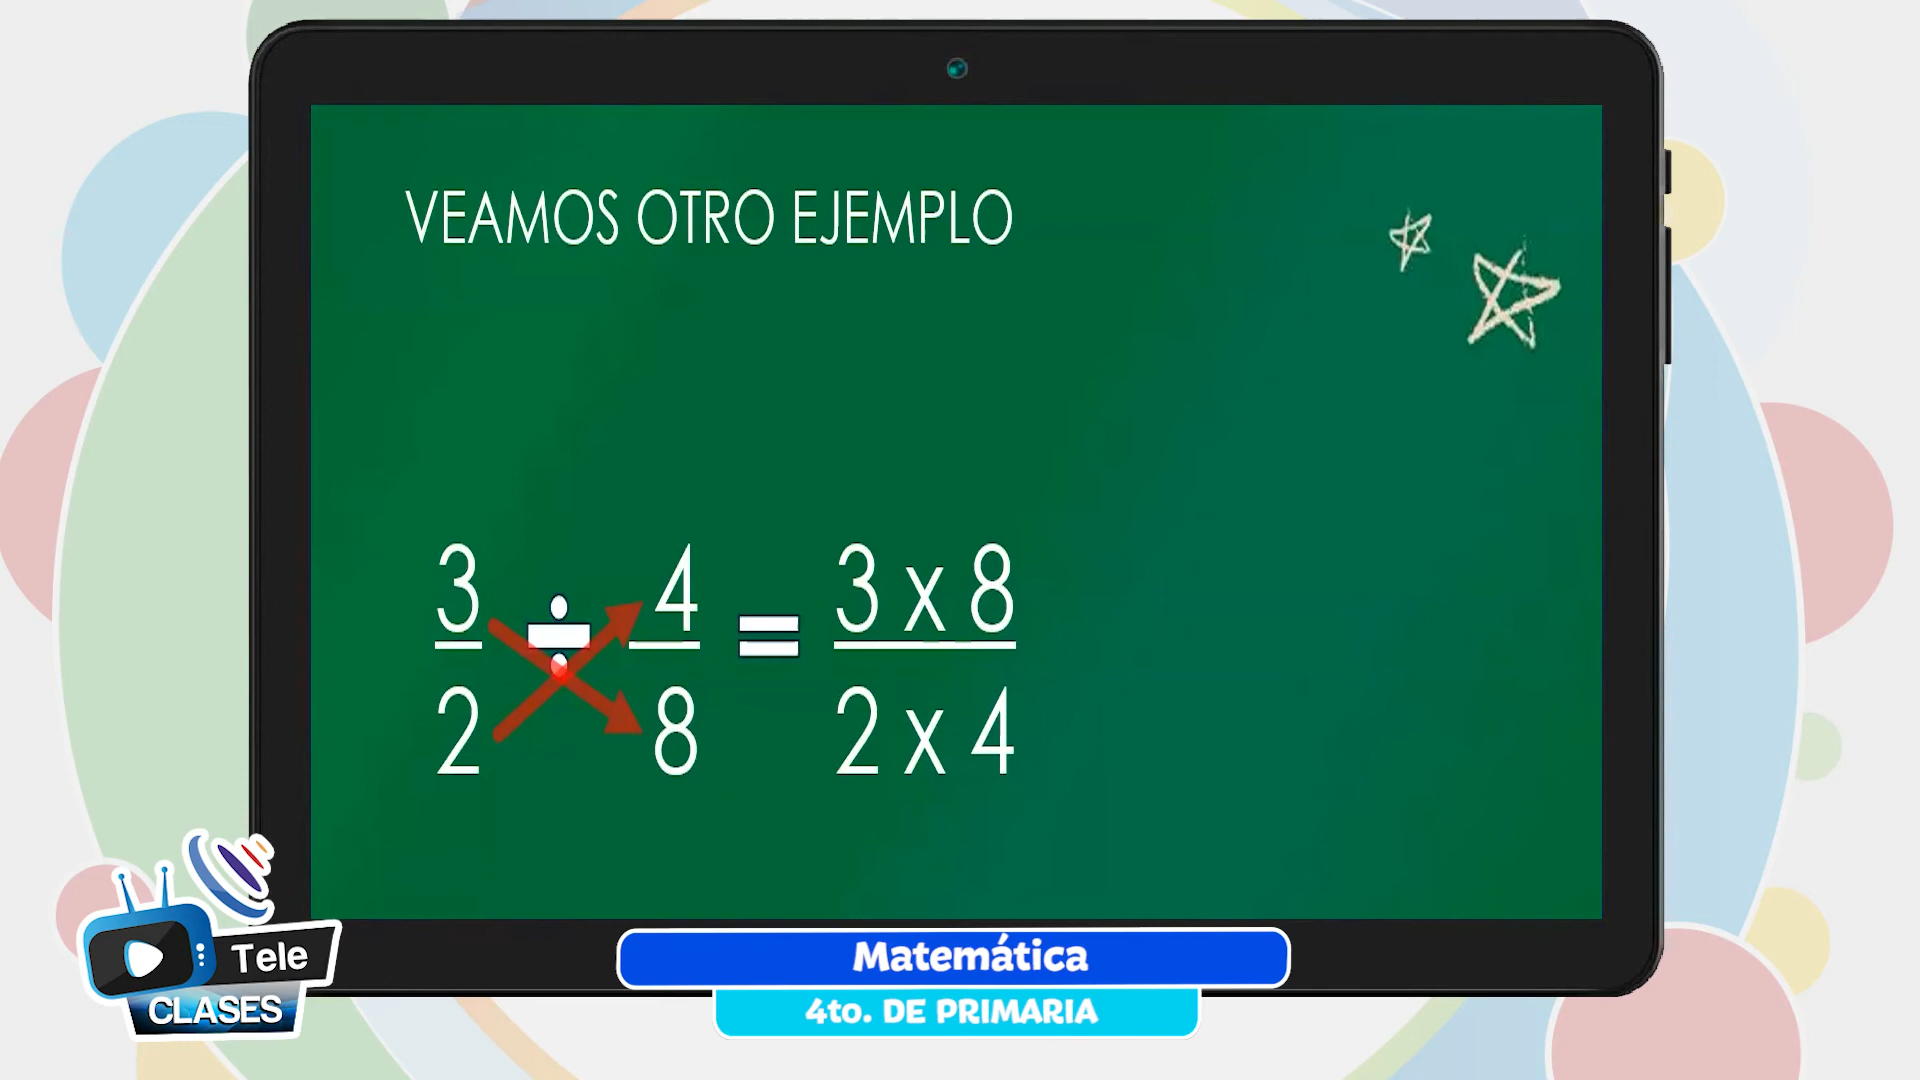 VEAMOS OTRO EJEMPLO
3/2 ÷ 4/8 = 3 x 8 / 2 x 4
Tele
CLASES
Matemática
4to. DE PRIMARIA